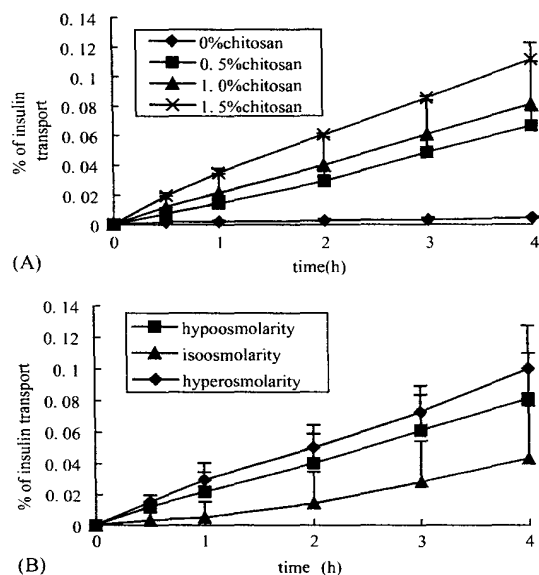 0.14
0.12
0.1
0.08
0.06
0.04
0.02
0
% of insulin
transport
0%chitosan
0.5%chitosan
1.0%chitosan
1.5%chitosan
0 1 2 3 4
time(h)
(A)
0.14
0.12
0.1
0.08
0.06
0.04
0.02
0
% of insulin transport
hypoosmolarity
isoosmolarity
hyperosmolarity
0 1 2 3 4
time (h)
(B)